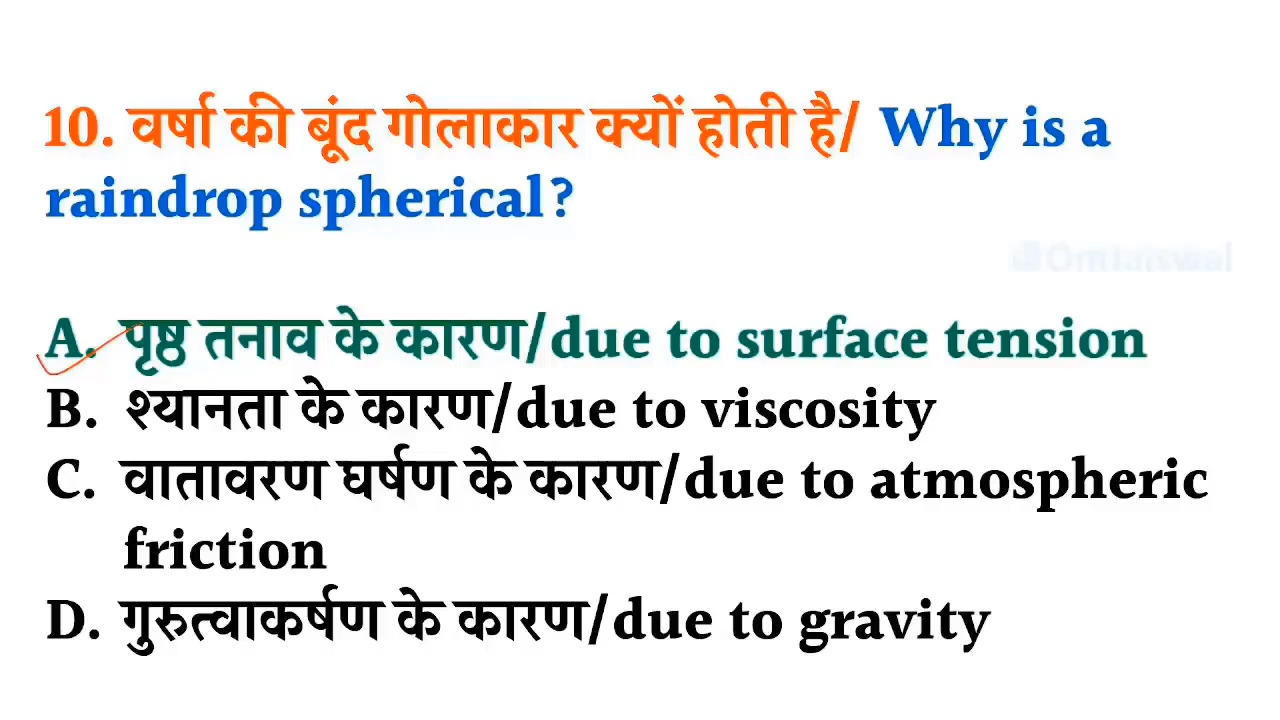 10. वर्षा की बूंद गोलाकार क्यों होती है/ Why is a
raindrop spherical?
A. पृष्ठ तनाव के कारण/due to surface tension
B. श्यानता के कारण/due to viscosity
C. वातावरण घर्षण के कारण/due to atmospheric
friction
D. गुरुत्वाकर्षण के कारण/due to gravity